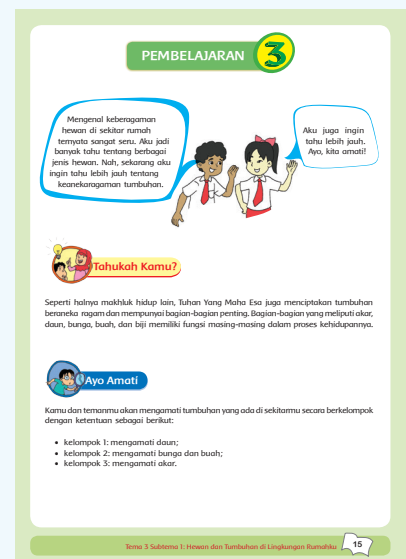 PEMBELAJARAN 3
Mengenal keberagaman
hewan di sekitar rumah
ternyata sangat seru. Aku jadi
banyak tahu tentang berbagai
jenis hewan. Nah, sekarang aku
ingin tahu lebih jauh tentang
keanekaragaman tumbuhan.
Aku juga ingin
tahu lebih jauh.
Ayo, kita amati!
Tahukah Kamu?
Seperti halnya makhluk hidup lain, Tuhan Yang Maha Esa juga menciptakan tumbuhan
beraneka ragam dan mempunyai bagian-bagian penting. Bagian-bagian yang meliputi akar,
daun, bunga, buah, dan biji memiliki fungsi masing-masing dalam proses kehidupannya.
Ayo Amati
Kamu dan temanmu akan mengamati tumbuhan yang ada di sekitarmu secara berkelompok
dengan ketentuan sebagai berikut:
• kelompok 1: mengamati daun;
• kelompok 2: mengamati bunga dan buah;
• kelompok 3: mengamati akar.
Tema 3 Subtema 1: Hewan dan Tumbuhan di Lingkungan Rumahku 15